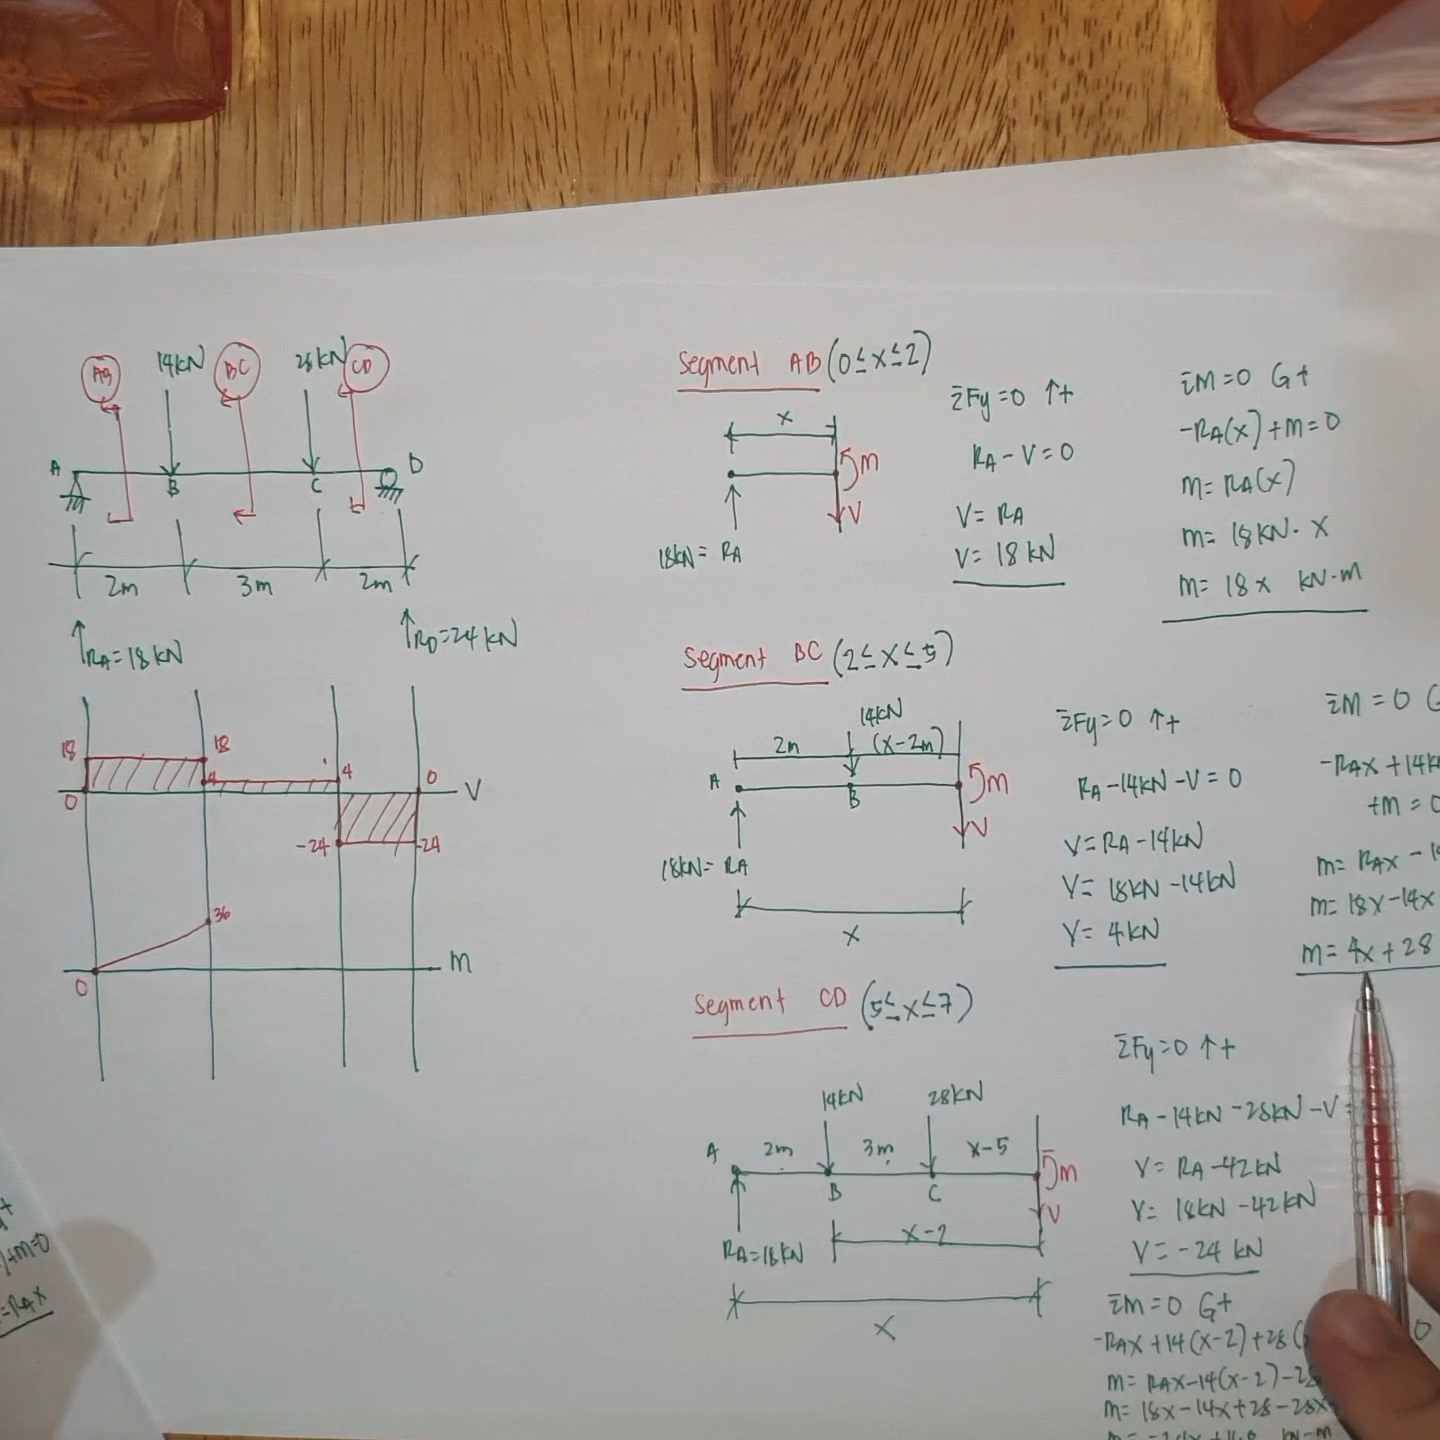 AB 14kN BC 28kN CD
A B C D
2m 3m 2m
RA=18kN RD=24kN
18 18
4 4 0
0 V
-24 -24
36
0 M
Segment AB (0≤x≤2)
x
M
V
18kN = RA
ΣFy=0 ↑+
RA-V=0
V=RA
V=18kN
ΣM=0 G+
-RA(x)+M=0
M=RA(x)
M=18kN·x
M=18x kN·m
Segment BC (2≤x≤5)
14kN
2m (x-2m)
A B M
V
18kN=RA
x
ΣFy=0 ↑+
RA-14kN-V=0
V=RA-14kN
V=18kN-14kN
V=4kN
ΣM=0
-RAx+14k
+M=0
M=RAx-
M=18x-14x
M=4x+28
Segment CD (5≤x≤7)
14kN 28kN
A 2m 3m x-5 M
B C V
x-2
RA=18kN
x
ΣFy=0 ↑+
RA-14kN-28kN-V
V=RA-42kN
V=18kN-42kN
V=-24 kN
ΣM=0 G+
-RAx+14(x-2)+28(
M=RAx-14(x-2)-2
M=18x-14x+28-28x
+M=0
=RAx